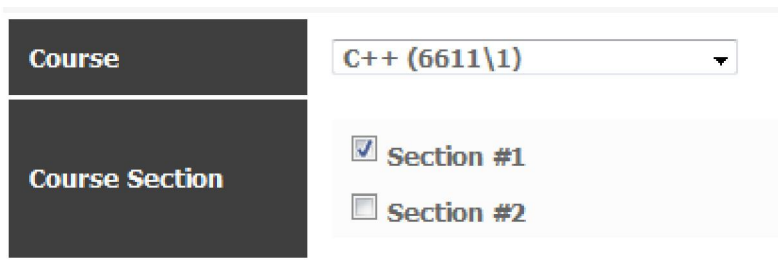 Course
C++ (6611\1)
Course Section
Section #1
Section #2